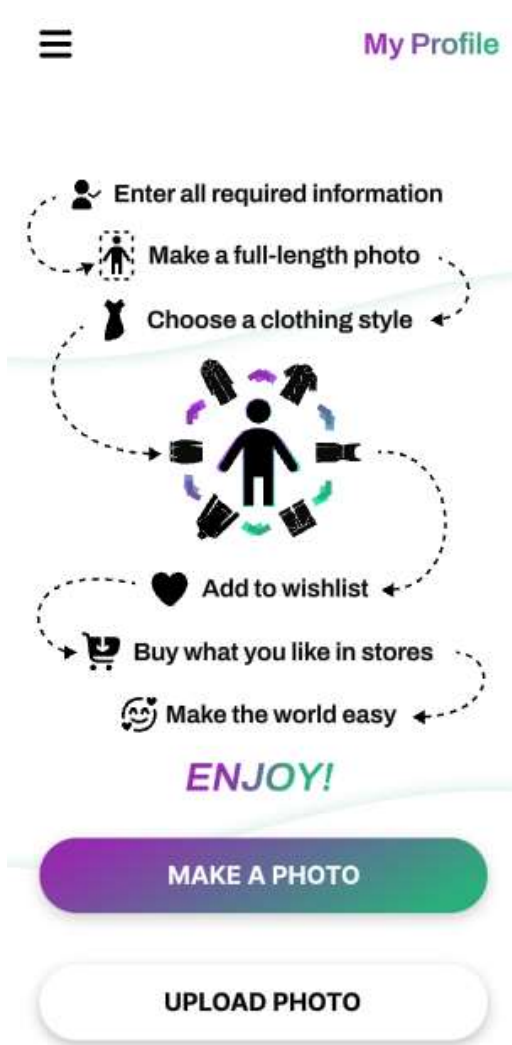 My Profile
Enter all required information
Make a full-length photo
Choose a clothing style
Add to wishlist
Buy what you like in stores
Make the world easy
ENJOY!
MAKE A PHOTO
UPLOAD PHOTO